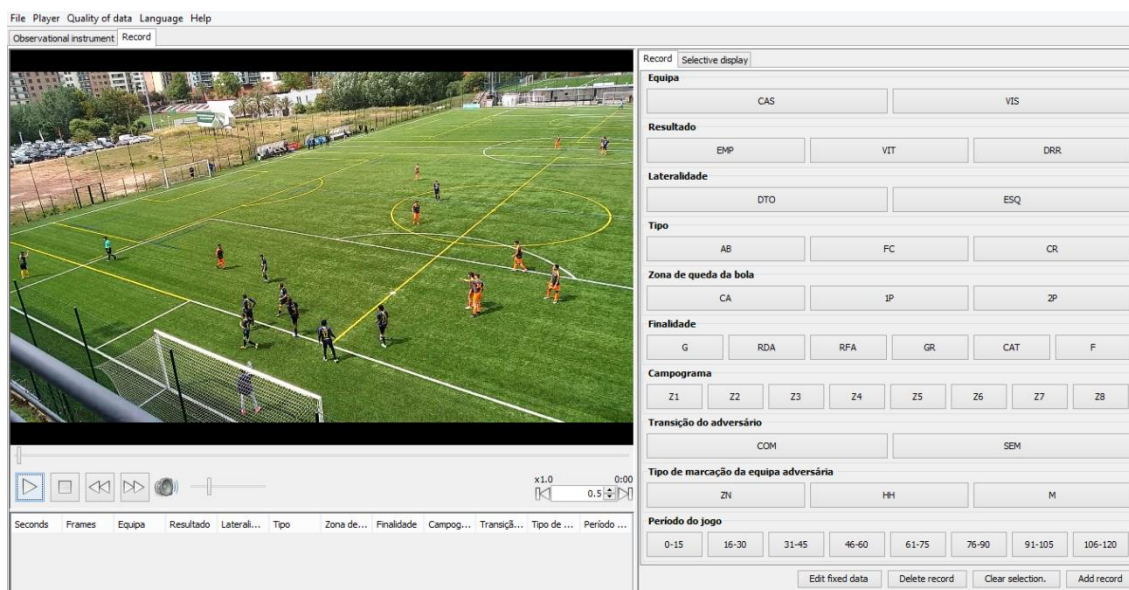 File Player Quality of data Language Help
Observational instrument Record
Record Selective display
Equipa
CAS VIS
Resultado
EMP VIT DRR
Lateralidade
DTO ESQ
Tipo
AB FC CR
Zona de queda da bola
CA 1P 2P
Finalidade
G RDA RFA GR CAT F
Campograma
Z1 Z2 Z3 Z4 Z5 Z6 Z7 Z8
Transição do adversário
COM SEM
Tipo de marcação da equipa adversária
ZN HH M
Período do jogo
0-15 16-30 31-45 46-60 61-75 76-90 91-105 106-120
Edit fixed data Delete record Clear selection. Add record
x1.0 0:00
0.5
Seconds Frames Equipa Resultado Laterali... Tipo Zona de... Finalidade Campog... Transiçã... Tipo de ... Período ...